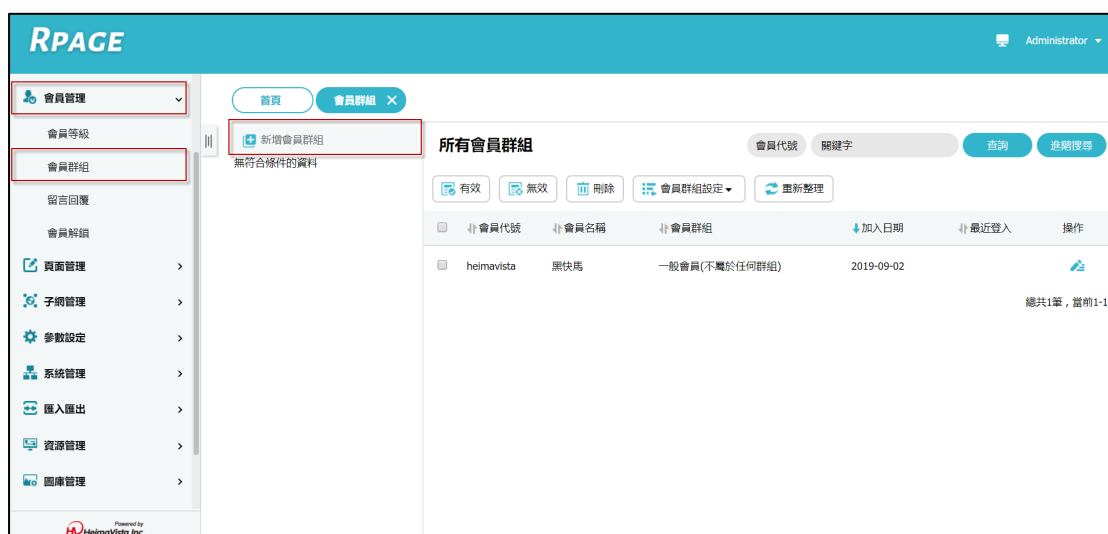 RPAGE
Administrator
會員管理
會員等級
會員群組
留言回覆
會員解鎖
頁面管理
子網管理
參數設定
系統管理
匯入匯出
資源管理
圖庫管理
Powered by
HeimaVista Inc
首頁 會員群組
新增會員群組
無符合條件的資料
所有會員群組 會員代號 關鍵字 查詢 進階搜尋
有效 無效 刪除 會員群組設定 重新整理
會員代號 會員名稱 會員群組 加入日期 最近登入 操作
heimavista 黑快馬 一般會員(不屬於任何群組) 2019-09-02
總共1筆，當前1-1